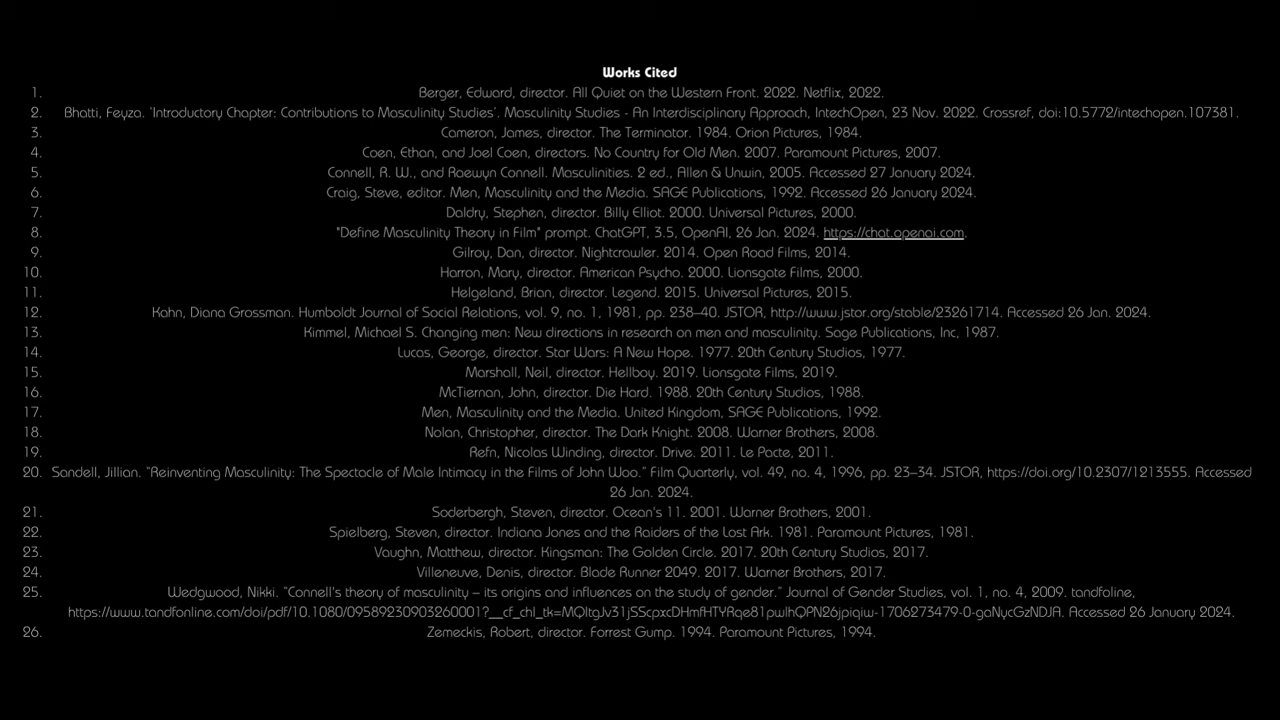 Works Cited
1. Berger, Edward, director. All Quiet on the Western Front. 2022. Netflix, 2022.
2. Bhatti, Feyza. 'Introductory Chapter: Contributions to Masculinity Studies'. Masculinity Studies - An Interdisciplinary Approach, IntechOpen, 23 Nov. 2022. Crossref, doi:10.5772/intechopen.107381.
3. Cameron, James, director. The Terminator. 1984. Orion Pictures, 1984.
4. Coen, Ethan, and Joel Coen, directors. No Country for Old Men. 2007. Paramount Pictures, 2007.
5. Connell, R. W., and Raewyn Connell. Masculinities. 2 ed., Allen & Unwin, 2005. Accessed 27 January 2024.
6. Craig, Steve, editor. Men, Masculinity and the Media. SAGE Publications, 1992. Accessed 26 January 2024.
7. Daldry, Stephen, director. Billy Elliot. 2000. Universal Pictures, 2000.
8. "Define Masculinity Theory in Film" prompt. ChatGPT, 3.5, OpenAI, 26 Jan. 2024. https://chat.openai.com.
9. Gilroy, Dan, director. Nightcrawler. 2014. Open Road Films, 2014.
10. Harron, Mary, director. American Psycho. 2000. Lionsgate Films, 2000.
11. Helgeland, Brian, director. Legend. 2015. Universal Pictures, 2015.
12. Kahn, Diana Grossman. Humboldt Journal of Social Relations, vol. 9, no. 1, 1981, pp. 238–40. JSTOR, http://www.jstor.org/stable/23261714. Accessed 26 Jan. 2024.
13. Kimmel, Michael S. Changing men: New directions in research on men and masculinity. Sage Publications, Inc, 1987.
14. Lucas, George, director. Star Wars: A New Hope. 1977. 20th Century Studios, 1977.
15. Marshall, Neil, director. Hellboy. 2019. Lionsgate Films, 2019.
16. McTiernan, John, director. Die Hard. 1988. 20th Century Studios, 1988.
17. Men, Masculinity and the Media. United Kingdom, SAGE Publications, 1992.
18. Nolan, Christopher, director. The Dark Knight. 2008. Warner Brothers, 2008.
19. Refn, Nicolas Winding, director. Drive. 2011. Le Pacte, 2011.
20. Sandell, Jillian. "Reinventing Masculinity: The Spectacle of Male Intimacy in the Films of John Woo." Film Quarterly, vol. 49, no. 4, 1996, pp. 23–34. JSTOR, https://doi.org/10.2307/1213555. Accessed
26 Jan. 2024.
21. Soderbergh, Steven, director. Ocean's 11. 2001. Warner Brothers, 2001.
22. Spielberg, Steven, director. Indiana Jones and the Raiders of the Lost Ark. 1981. Paramount Pictures, 1981.
23. Vaughn, Matthew, director. Kingsman: The Golden Circle. 2017. 20th Century Studios, 2017.
24. Villeneuve, Denis, director. Blade Runner 2049. 2017. Warner Brothers, 2017.
25. Wedgwood, Nikki. "Connell's theory of masculinity – its origins and influences on the study of gender." Journal of Gender Studies, vol. 1, no. 4, 2009. tandfoline,
https://www.tandfonline.com/doi/pdf/10.1080/09589230903260001?__cf_chl_tk=MQltgJv31jSScpxcDHmfHTYRqe81pwlhQPN26jpiqiw-1706273479-0-gaNycGzNDJA. Accessed 26 January 2024.
26. Zemeckis, Robert, director. Forrest Gump. 1994. Paramount Pictures, 1994.